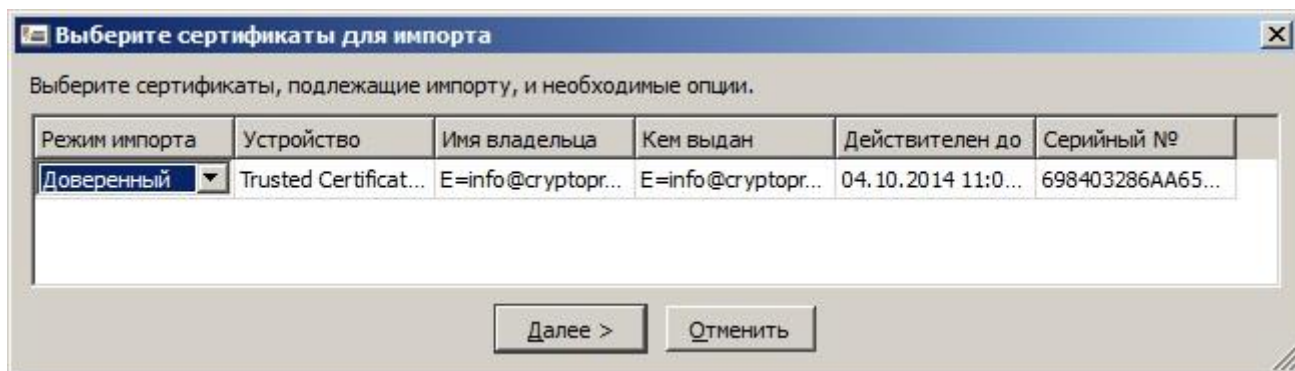 Выберите сертификаты для импорта
Выберите сертификаты, подлежащие импорту, и необходимые опции.
Режим импорта Устройство Имя владельца Кем выдан Действителен до Серийный №
Доверенный Trusted Certificat... E=info@cryptopr... E=info@cryptopr... 04.10.2014 11:0... 698403286AA65...
Далее > Отменить